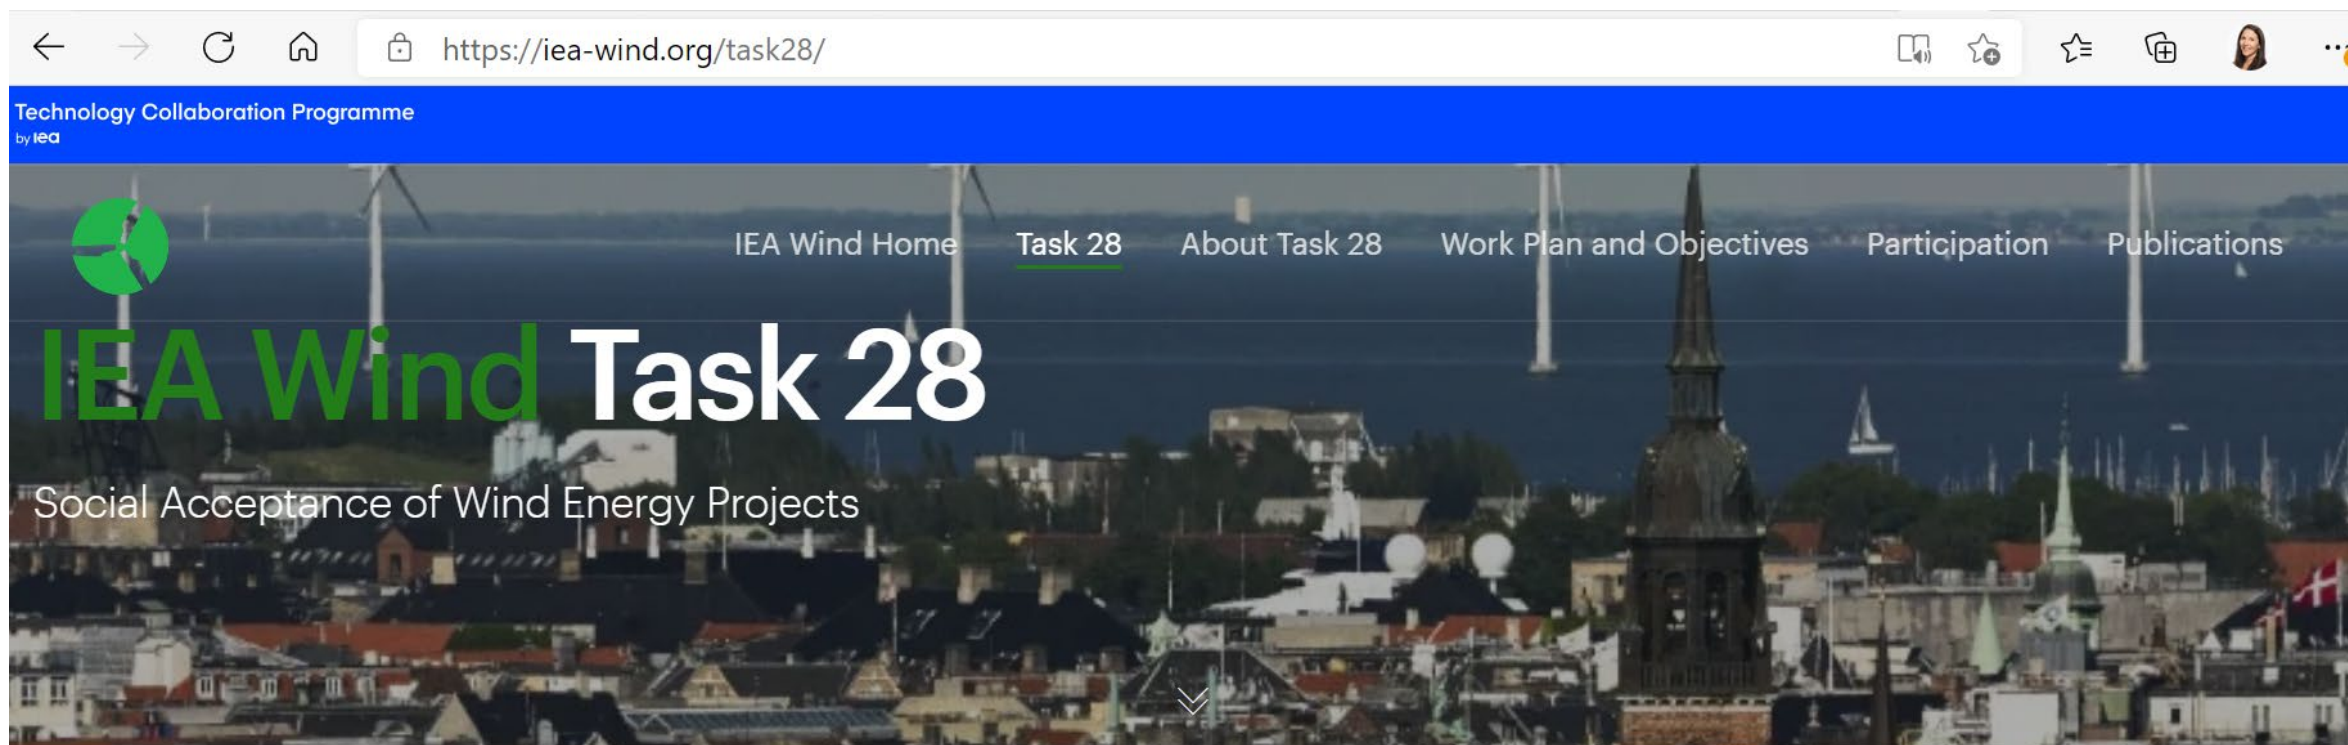 https://iea-wind.org/task28/
Technology Collaboration Programme
by iea
IEA Wind Home Task 28 About Task 28 Work Plan and Objectives Participation Publications
IEA Wind Task 28
Social Acceptance of Wind Energy Projects